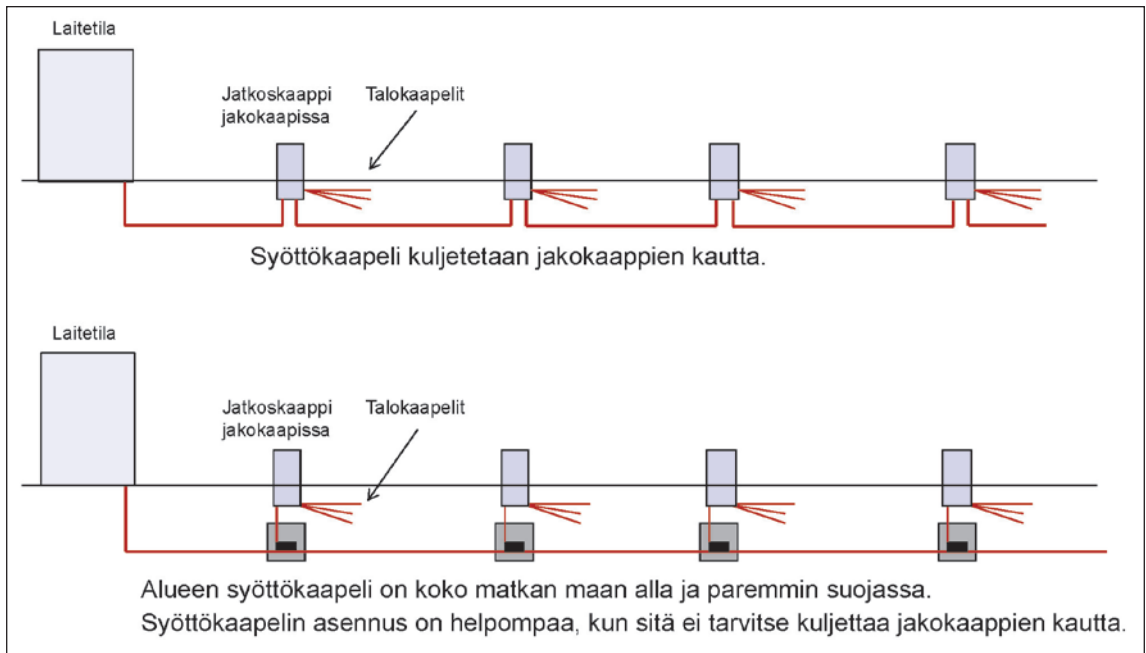 Laitetila
Jatkoskaappi
jakokaapissa
Talokaapelit
Syöttökaapeli kuljetetaan jakokaappien kautta.
Laitetila
Jatkoskaappi
jakokaapissa
Talokaapelit
Alueen syöttökaapeli on koko matkan maan alla ja paremmin suojassa.
Syöttökaapelin asennus on helpompaa, kun sitä ei tarvitse kuljettaa jakokaappien kautta.